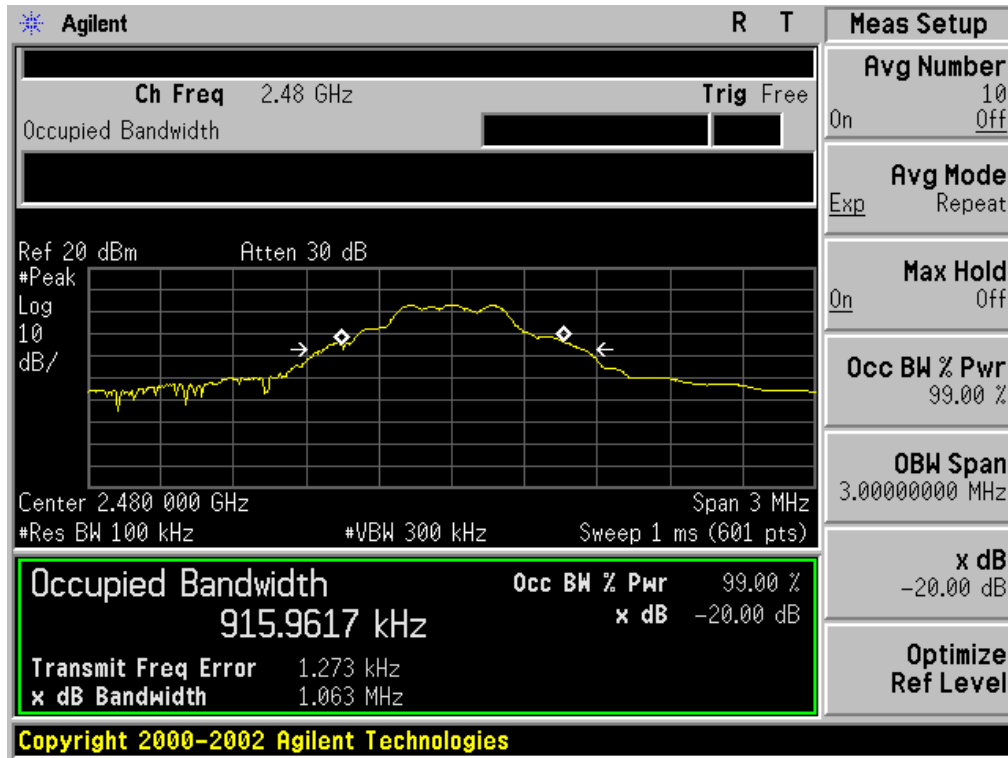 Agilent R T
Ch Freq 2.48 GHz Trig Free
Occupied Bandwidth
Ref 20 dBm Atten 30 dB
#Peak
Log
10
dB/
Center 2.480 000 GHz Span 3 MHz
#Res BW 100 kHz #VBW 300 kHz Sweep 1 ms (601 pts)
Occupied Bandwidth
915.9617 kHz
Occ BW % Pwr 99.00 %
x dB -20.00 dB
Transmit Freq Error 1.273 kHz
x dB Bandwidth 1.063 MHz
Copyright 2000-2002 Agilent Technologies
Meas Setup
Avg Number
10
On Off
Avg Mode
Exp Repeat
Max Hold
On Off
Occ BW % Pwr
99.00 %
OBW Span
3.00000000 MHz
x dB
-20.00 dB
Optimize
Ref Level